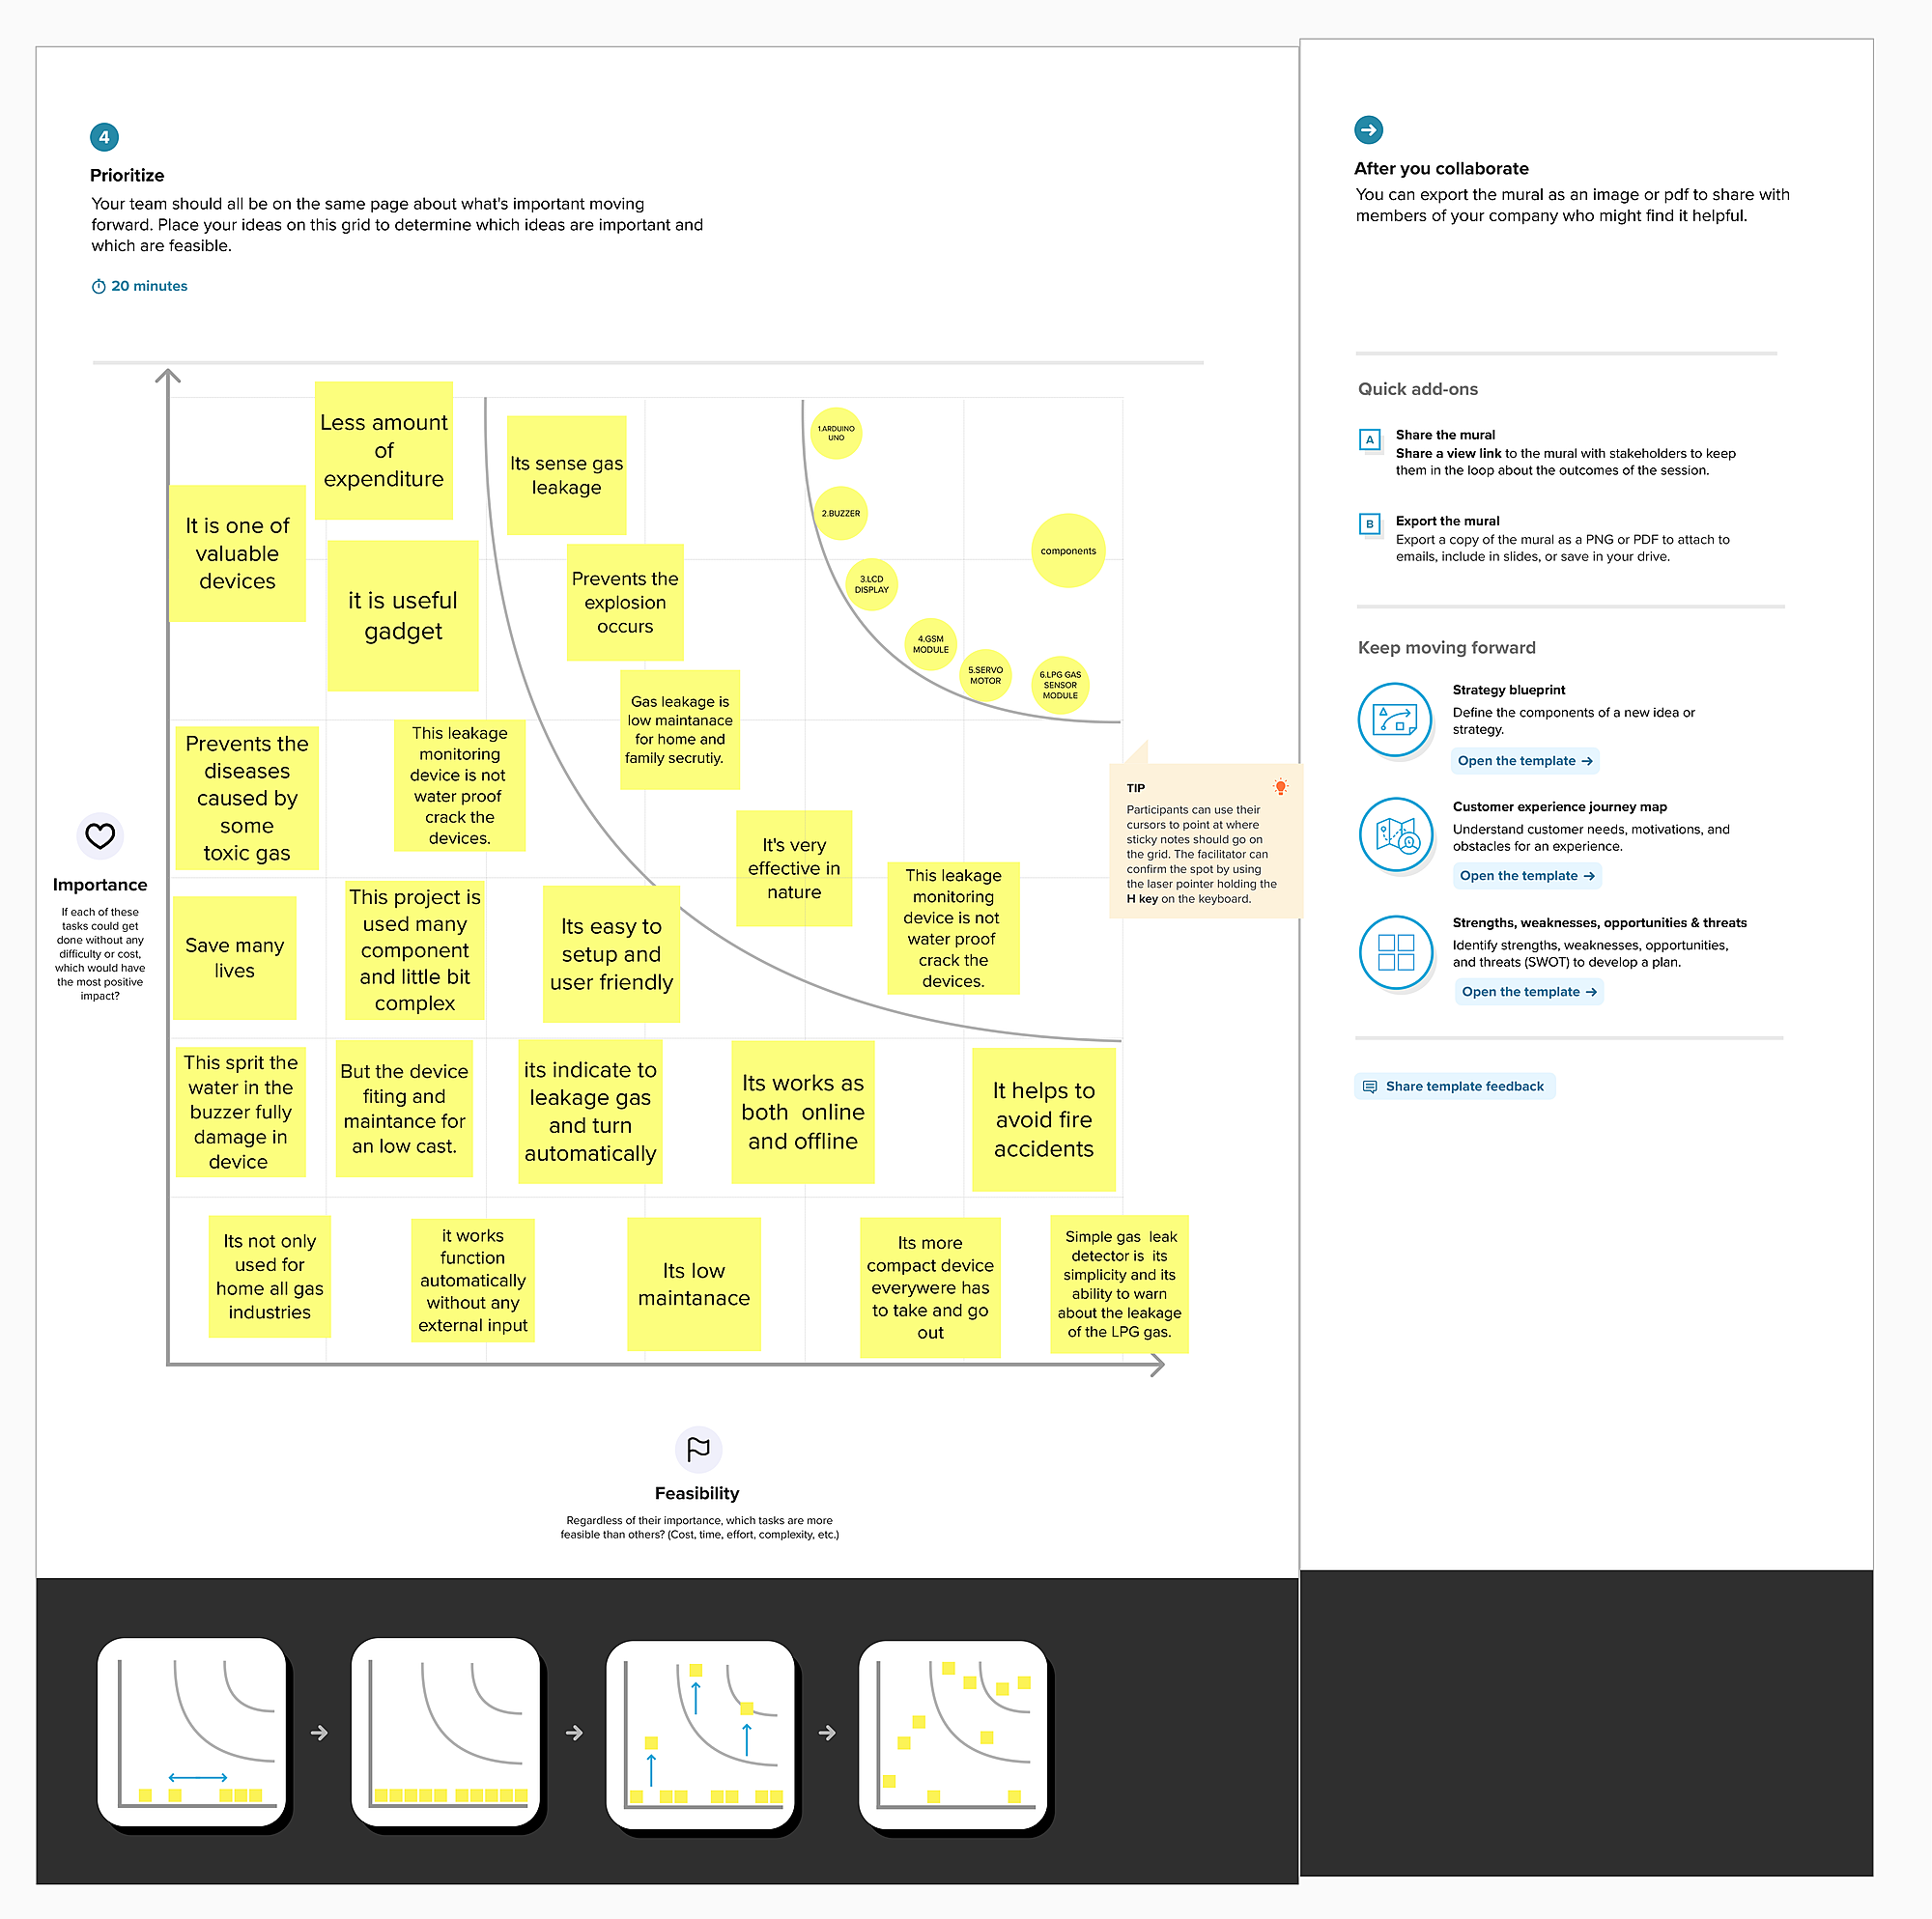 4
Prioritize
Your team should all be on the same page about what's important moving
forward. Place your ideas on this grid to determine which ideas are important and
which are feasible.
20 minutes
Less amount
of
expenditure
It is one of
valuable
devices
it is useful
gadget
Its sense gas
leakage
Prevents the
explosion
occurs
Gas leakage is
low maintanace
for home and
family secrutiy.
1.ARDUINO
UNO
2.BUZZER
3.LCD
DISPLAY
4.GSM
MODULE
5.SERVO
MOTOR
6.LPG GAS
SENSOR
MODULE
components
Prevents the
diseases
caused by
some
toxic gas
This leakage
monitoring
device is not
water proof
crack the
devices.
It's very
effective in
nature
This leakage
monitoring
device is not
water proof
crack the
devices.
TIP
Participants can use their
cursors to point at where
sticky notes should go on
the grid. The facilitator can
confirm the spot by using
the laser pointer holding the
H key on the keyboard.
Importance
If each of these
tasks could get
done without any
difficulty or cost,
which would have
the most positive
impact?
Save many
lives
This project is
used many
component
and little bit
complex
Its easy to
setup and
user friendly
This sprit the
water in the
buzzer fully
damage in
device
But the device
fiting and
maintance for
an low cast.
its indicate to
leakage gas
and turn
automatically
Its works as
both  online
and offline
It helps to
avoid fire
accidents
Its not only
used for
home all gas
industries
it works
function
automatically
without any
external input
Its low
maintanace
Its more
compact device
everywere has
to take and go
out
Simple gas  leak
detector is  its
simplicity and its
ability to warn
about the leakage
of the LPG gas.
Feasibility
Regardless of their importance, which tasks are more
feasible than others? (Cost, time, effort, complexity, etc.)
After you collaborate
You can export the mural as an image or pdf to share with
members of your company who might find it helpful.
Quick add-ons
A
Share the mural
Share a view link to the mural with stakeholders to keep
them in the loop about the outcomes of the session.
B
Export the mural
Export a copy of the mural as a PNG or PDF to attach to
emails, include in slides, or save in your drive.
Keep moving forward
Strategy blueprint
Define the components of a new idea or
strategy.
Open the template
Customer experience journey map
Understand customer needs, motivations, and
obstacles for an experience.
Open the template
Strengths, weaknesses, opportunities & threats
Identify strengths, weaknesses, opportunities,
and threats (SWOT) to develop a plan.
Open the template
Share template feedback